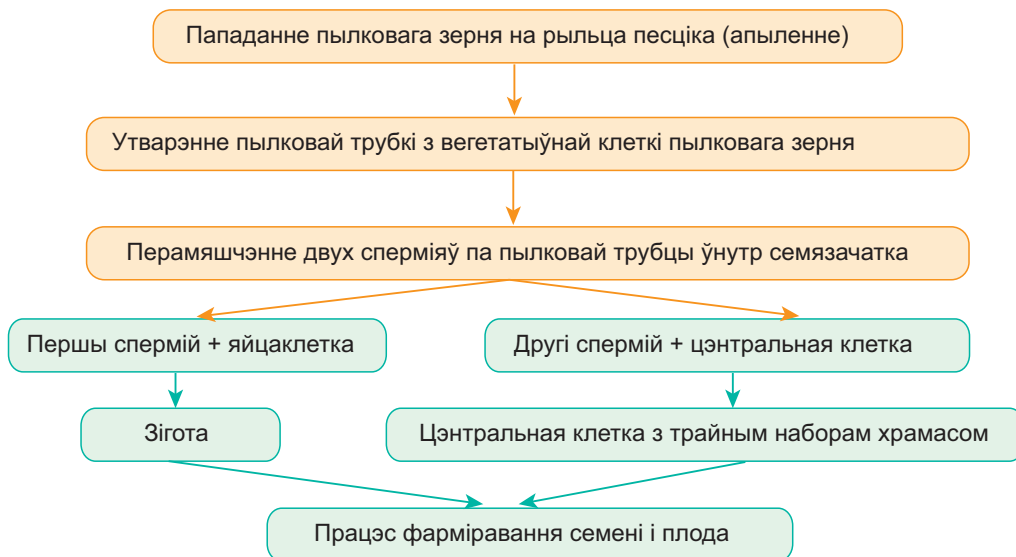 Пападанне пылковага зерня на рыльца песціка (апыленне)
Утварэнне пылковай трубкі з вегетатыўнай клеткі пылковага зерня
Перамяшчэнне двух сперміяў па пылковай трубцы ўнутр семязачатка
Першы спермій + яйцаклетка
Другі спермій + цэнтральная клетка
Зігота
Цэнтральная клетка з трайным наборам храмасом
Працэс фарміравання семені і плода